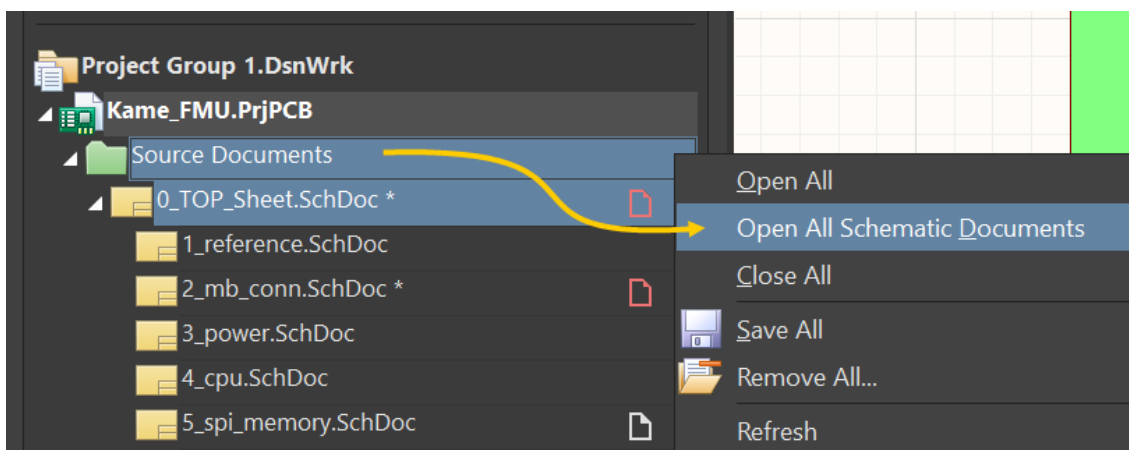 Project Group 1.DsnWrk
Kame_FMU.PrjPCB
Source Documents
0_TOP_Sheet.SchDoc *
1_reference.SchDoc
2_mb_conn.SchDoc *
3_power.SchDoc
4_cpu.SchDoc
5_spi_memory.SchDoc
Open All
Open All Schematic Documents
Close All
Save All
Remove All...
Refresh